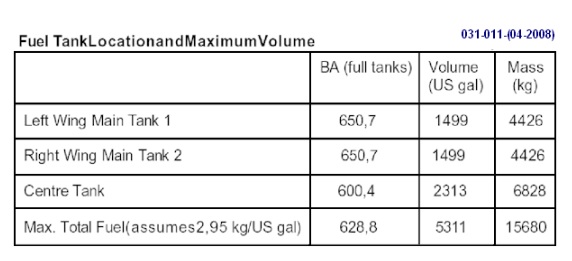 031-011-(04-2008)
Fuel TankLocationandMaximumVolume
BA (full tanks) Volume (US gal) Mass (kg)
Left Wing Main Tank 1 650,7 1499 4426
Right Wing Main Tank 2 650,7 1499 4426
Centre Tank 600,4 2313 6828
Max. Total Fuel(assumes2,95 kg/US gal) 628,8 5311 15680